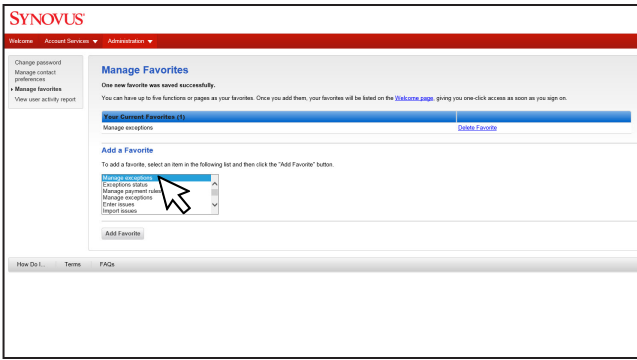 SYNOVUS®
Welcome Account Services Administration
Change password
Manage contact
preferences
Manage favorites
View user activity report
Manage Favorites
One new favorite was saved successfully.
You can have up to five functions or pages as your favorites. Once you add them, your favorites will be listed on the Welcome page, giving you one-click access as soon as you sign on.
Your Current Favorites (1)
Manage exceptions Delete Favorite
Add a Favorite
To add a favorite, select an item in the following list and then click the "Add Favorite" button.
Manage exceptions
Exceptions status
Manage payment rules
Manage exceptions
Enter issues
Import issues
Add Favorite
How Do I... Terms FAQs